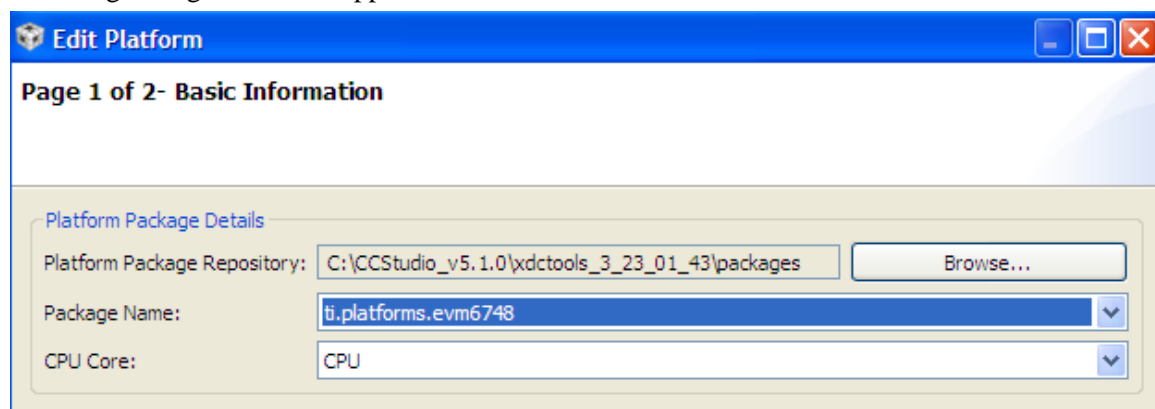 Edit Platform
Page 1 of 2- Basic Information
Platform Package Details
Platform Package Repository: C:\CCStudio_v5.1.0\xdctools_3_23_01_43\packages Browse...
Package Name: ti.platforms.evm6748
CPU Core: CPU